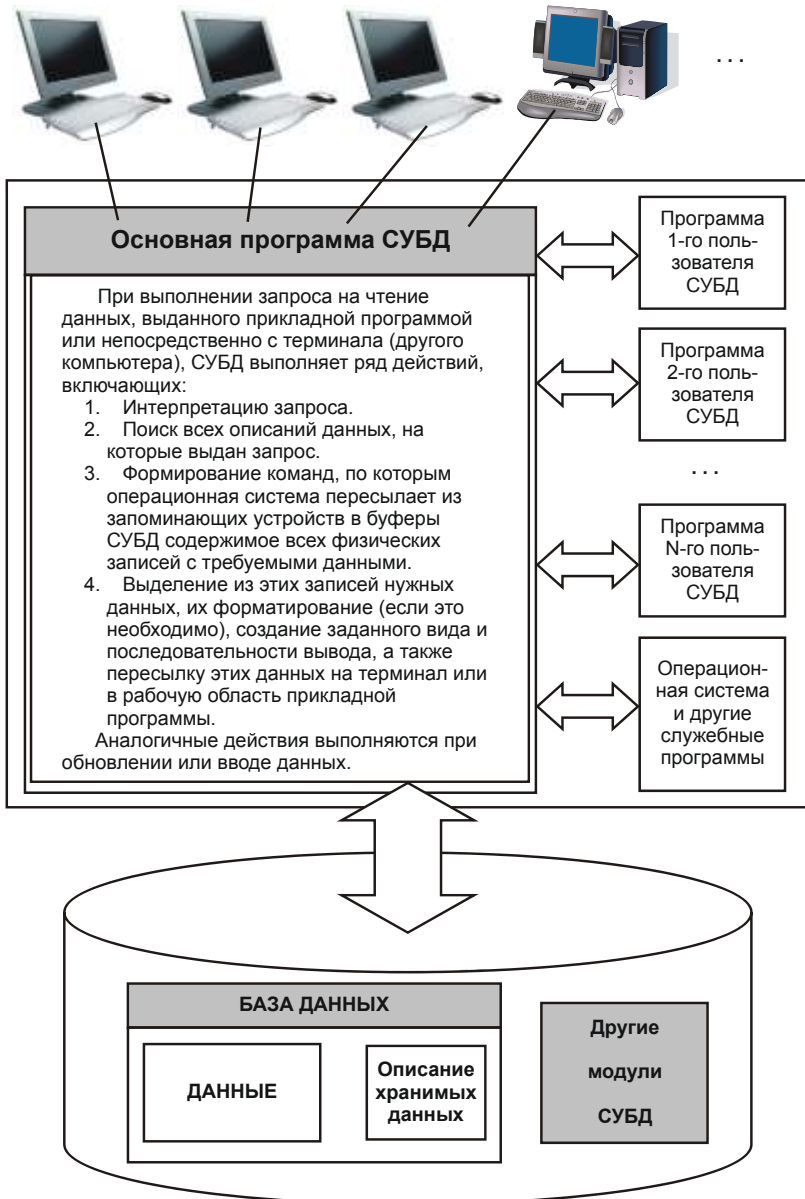 . . .
Основная программа СУБД
При выполнении запроса на чтение
данных, выданного прикладной программой
или непосредственно с терминала (другого
компьютера), СУБД выполняет ряд действий,
включающих:
1. Интерпретацию запроса.
2. Поиск всех описаний данных, на
которые выдан запрос.
3. Формирование команд, по которым
операционная система пересылает из
запоминающих устройств в буферы
СУБД содержимое всех физических
записей с требуемыми данными.
4. Выделение из этих записей нужных
данных, их форматирование (если это
необходимо), создание заданного вида и
последовательности вывода, а также
пересылку этих данных на терминал или
в рабочую область прикладной
программы.
Аналогичные действия выполняются при
обновлении или вводе данных.
Программа
1-го поль-
зователя
СУБД
Программа
2-го поль-
зователя
СУБД
. . .
Программа
N-го поль-
зователя
СУБД
Операцион-
ная система
и другие
служебные
программы
БАЗА ДАННЫХ
ДАННЫЕ
Описание
хранимых
данных
Другие
модули
СУБД